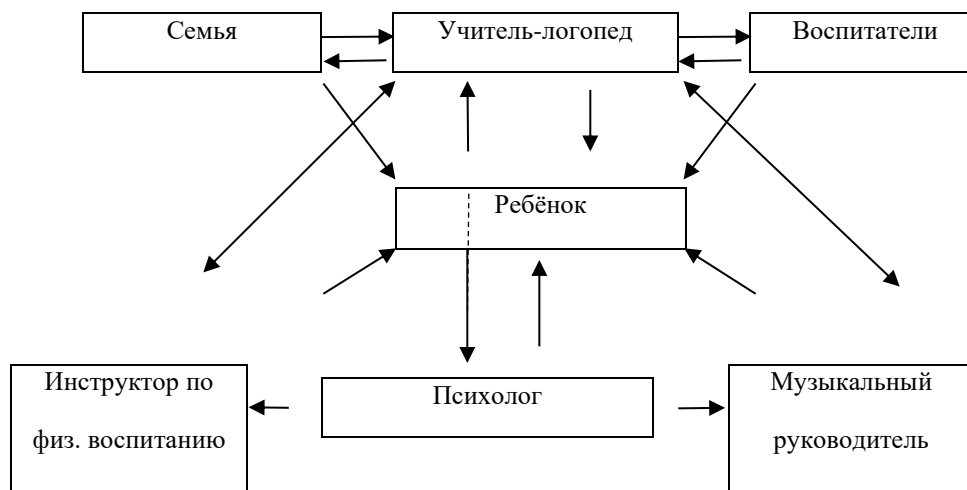 Семья
Учитель-логопед
Воспитатели
Ребёнок
Инструктор по
физ. воспитанию
Психолог
Музыкальный
руководитель